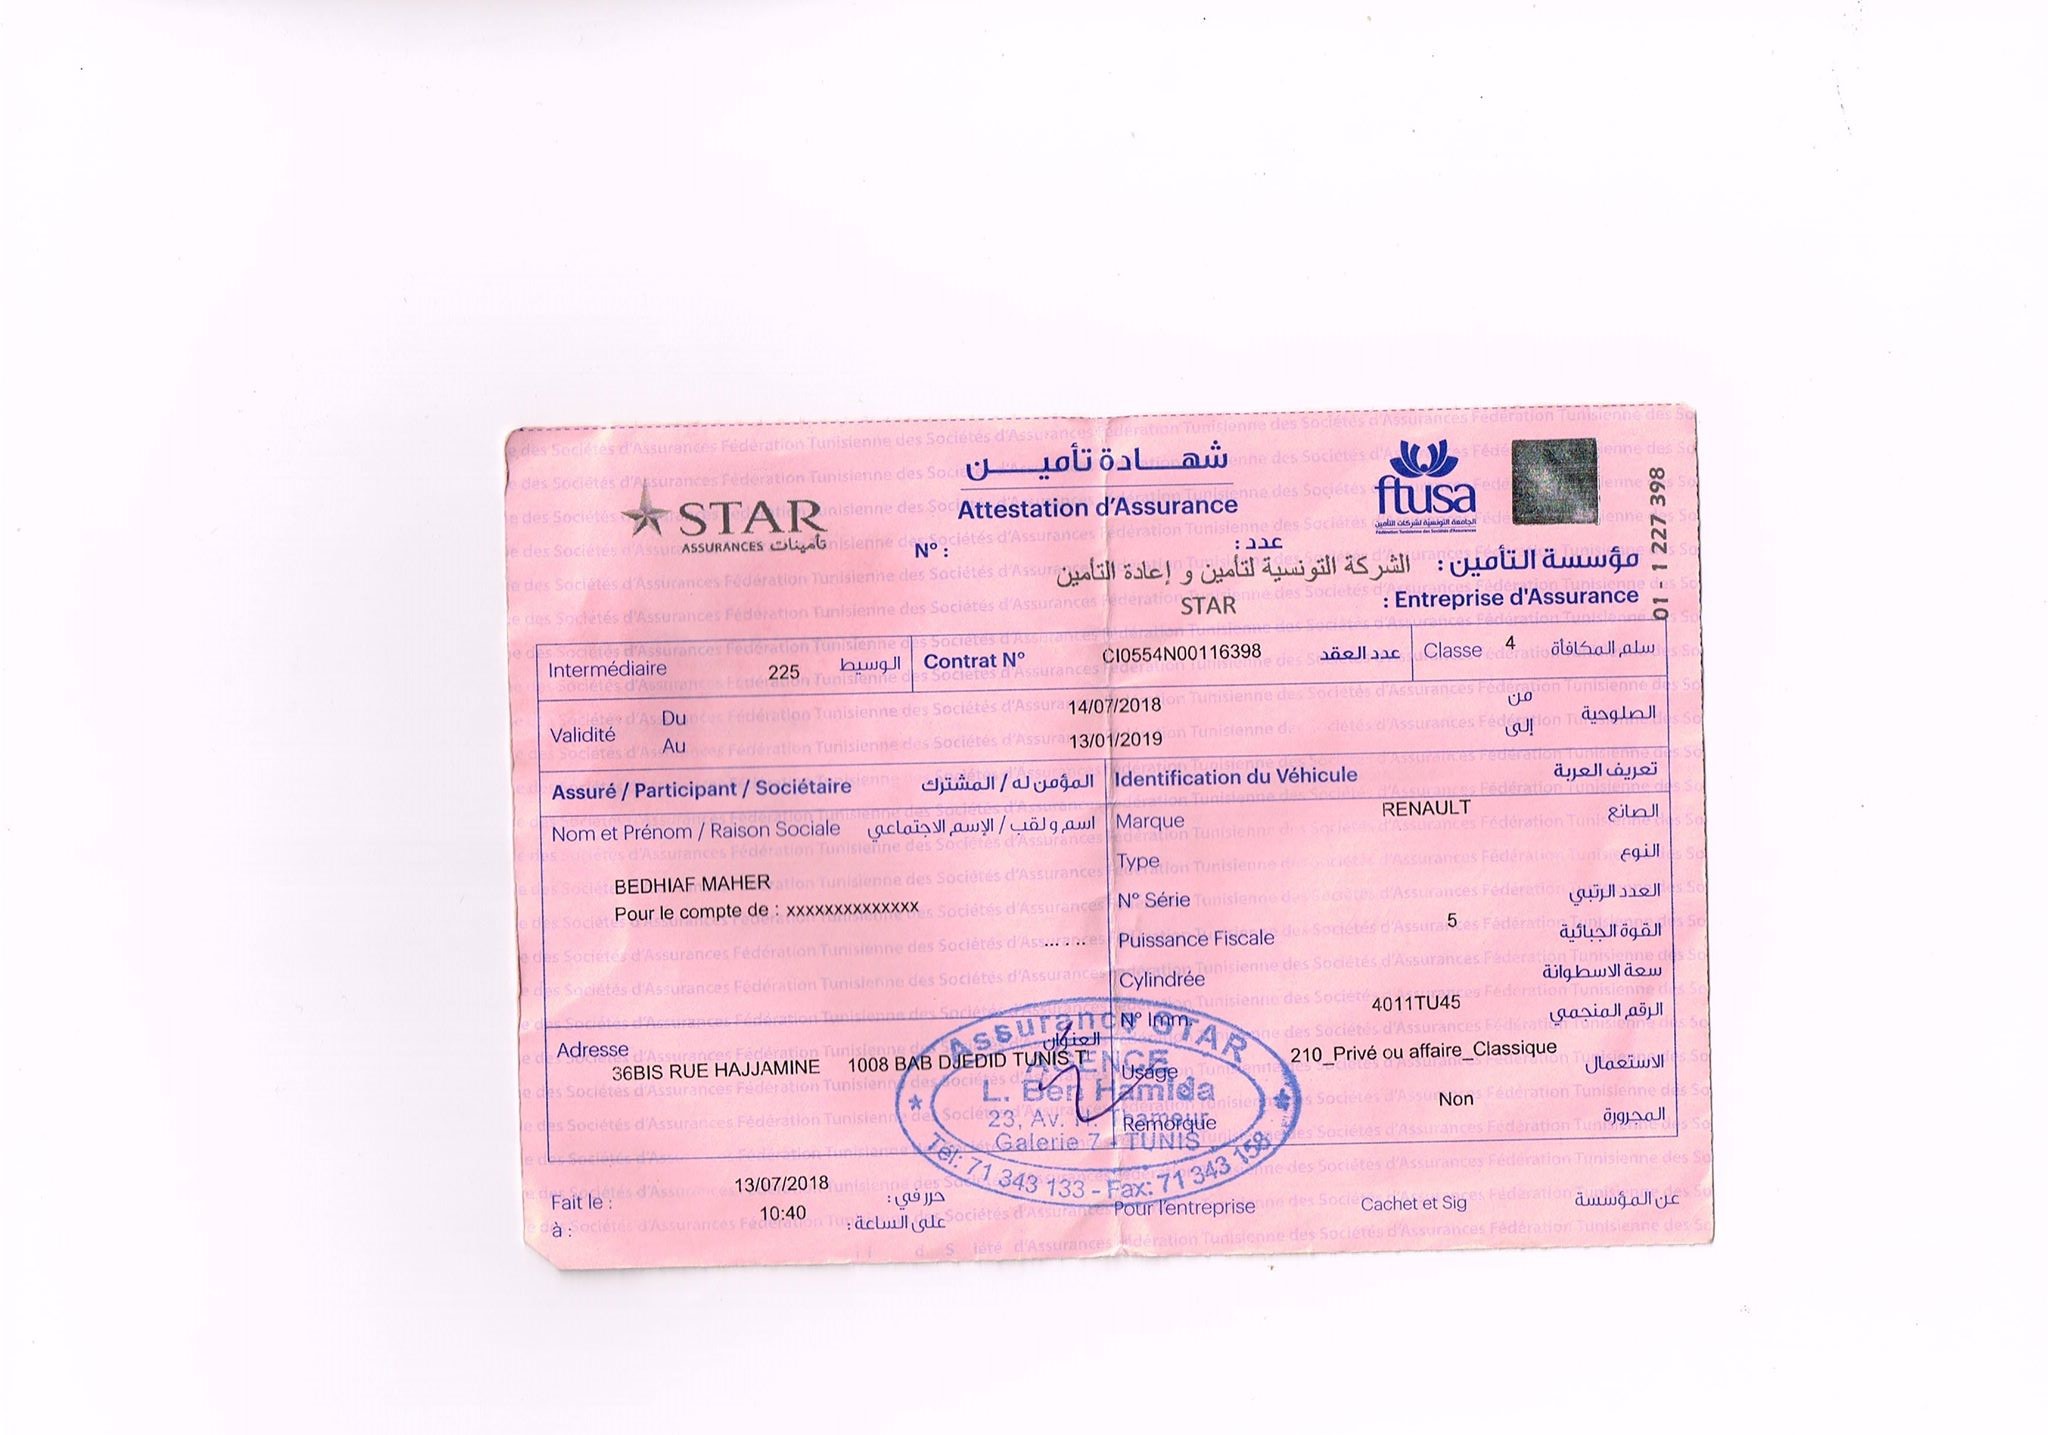 شهـــادة تأميـــــن
Attestation d'Assurance
STAR
ASSURANCES تأمينات
ftusa
الجامعة التونسية لشركات التأمين
Fédération Tunisienne des Sociétés d'Assurances
01 - 1 227 398
N° : عدد :
مؤسسة التأمين : الشركة التونسية لتأمين و إعادة التأمين
STAR : Entreprise d'Assurance
Intermédiaire 225 الوسيط Contrat N° CI0554N00116398 عدد العقد Classe 4 سلم المكافأة
Validité Du 14/07/2018 من الصلوحية
Au 13/01/2019 إلى
Assuré / Participant / Sociétaire المؤمن له / المشترك Identification du Véhicule تعريف العربة
Nom et Prénom / Raison Sociale اسم ولقب / الإسم الاجتماعي
BEDHIAF MAHER
Pour le compte de : xxxxxxxxxxxxxx
... . ..
Marque RENAULT الصانع
Type النوع
N° Série العدد الرتبي
Puissance Fiscale 5 القوة الجبائية
Cylindrée سعة الاسطوانة
N° Imm. 4011TU45 الرقم المنجمي
Usage 210_Privé ou affaire_Classique الاستعمال
Remorque Non المجرورة
Adresse العنوان
36BIS RUE HAJJAMINE 1008 BAB DJEDID TUNIS T
Assurance STAR
AGENCE
L. Ben Hamida
23, Av. H. Thameur
Galerie 7 - TUNIS
Tél: 71 343 133 - Fax: 71 343 158
Fait le : 13/07/2018 حرر في :
à : 10:40 على الساعة :
Pour l'entreprise Cachet et Sig عن المؤسسة